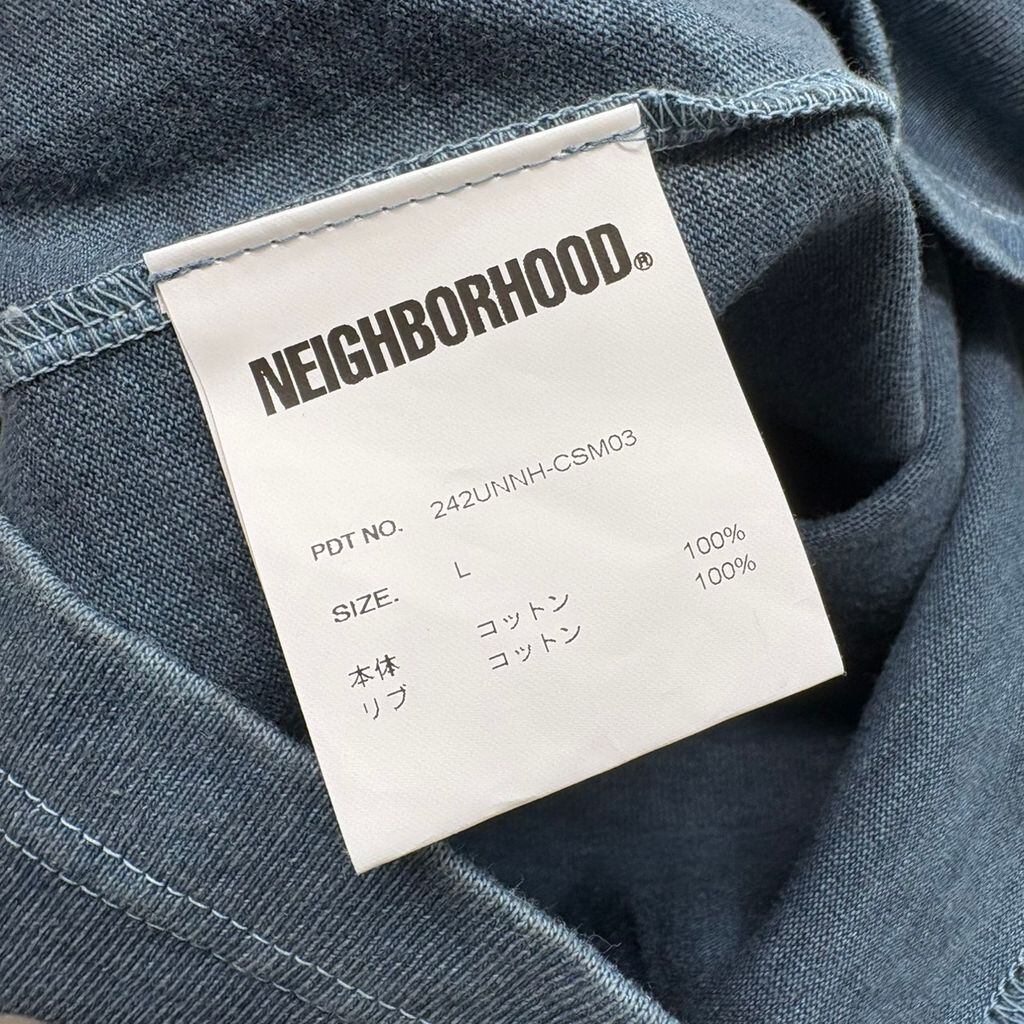 NEIGHBORHOOD®
PDT NO. 242UNNH-CSM03
SIZE. L
本体 コットン 100%
リブ コットン 100%